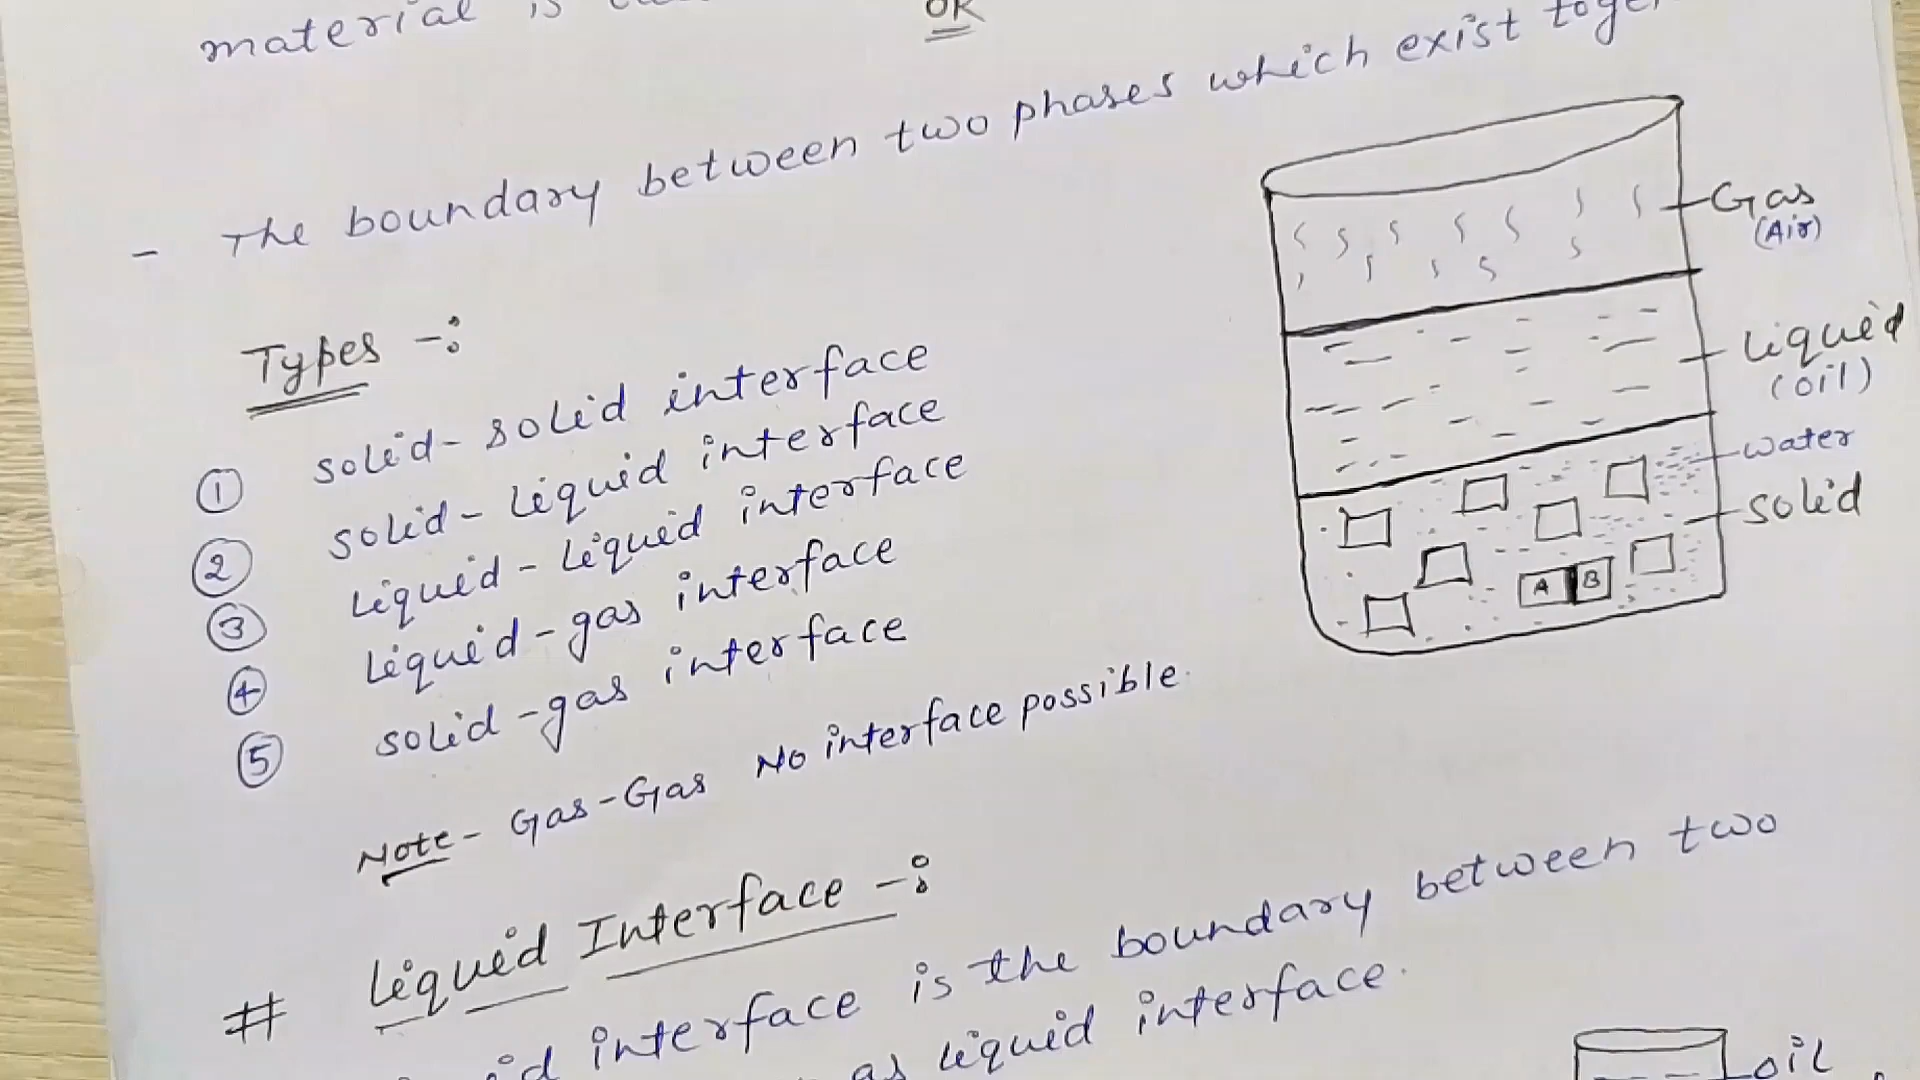 material is
OR
- The boundary between two phases which exist
Types -:
① solid-solid interface
② solid-liquid interface
③ liquid-liquid interface
④ liquid-gas interface
⑤ solid-gas interface
Note- Gas-Gas No interface possible.
Gas
(Air)
liquid
(oil)
water
solid
A B
# Liquid Interface -:
interface is the boundary between two
as liquid interface.
oil